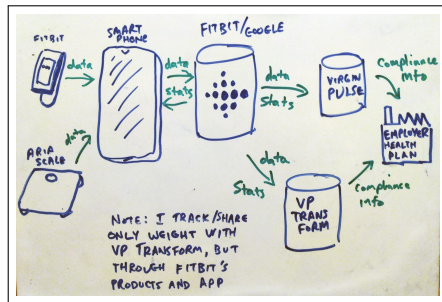 FITBIT
SMART
PHONE
FITBIT/GOOGLE
data
data
stats
data
Stats
VIRGIN
PULSE
Compliance
info
EMPLOYER
HEALTH
PLAN
ARIA
SCALE
data
data
Stats
VP
TRANS
FORM
Compliance
info
NOTE: I TRACK/SHARE
ONLY WEIGHT WITH
VP TRANSFORM, BUT
THROUGH FITBIT'S
PRODUCTS AND APP